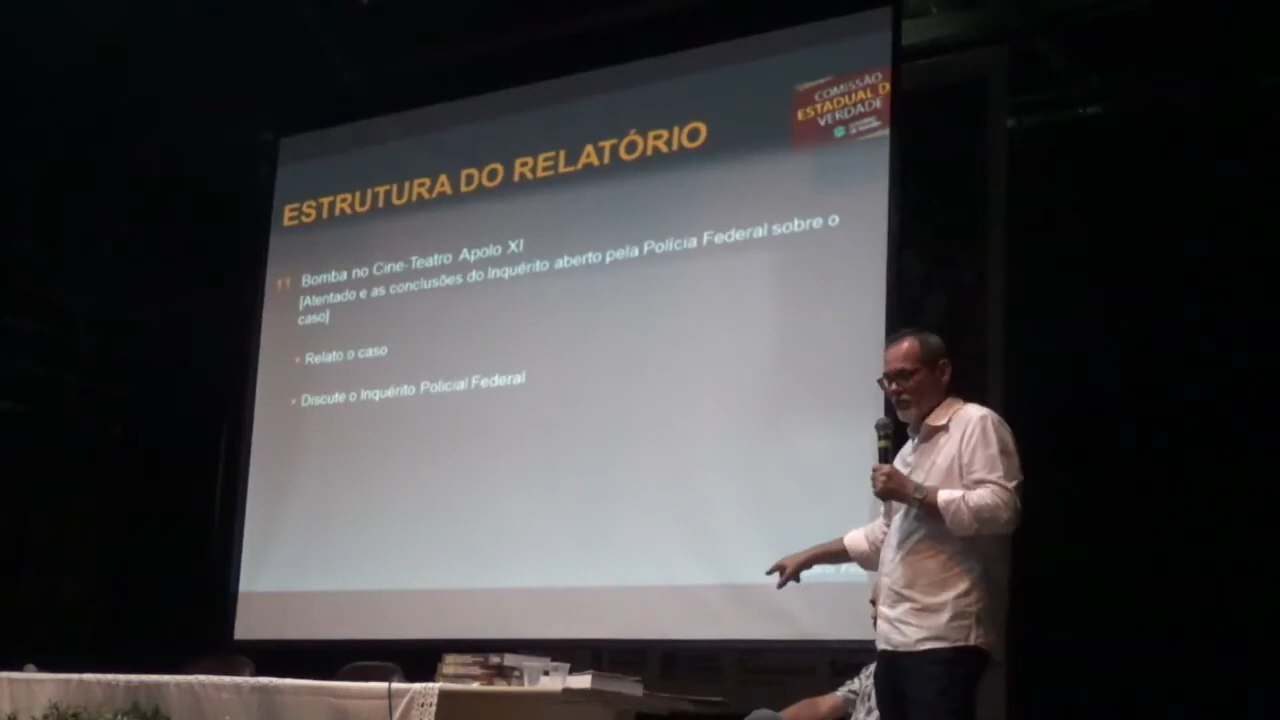 COMISSÃO
ESTADUAL D
VERDADE
ESTRUTURA DO RELATÓRIO
11 Bomba no Cine-Teatro Apolo XI
[Atentado e as conclusões do Inquérito aberto pela Polícia Federal sobre o
caso]
• Relato o caso
• Discute o Inquérito Policial Federal